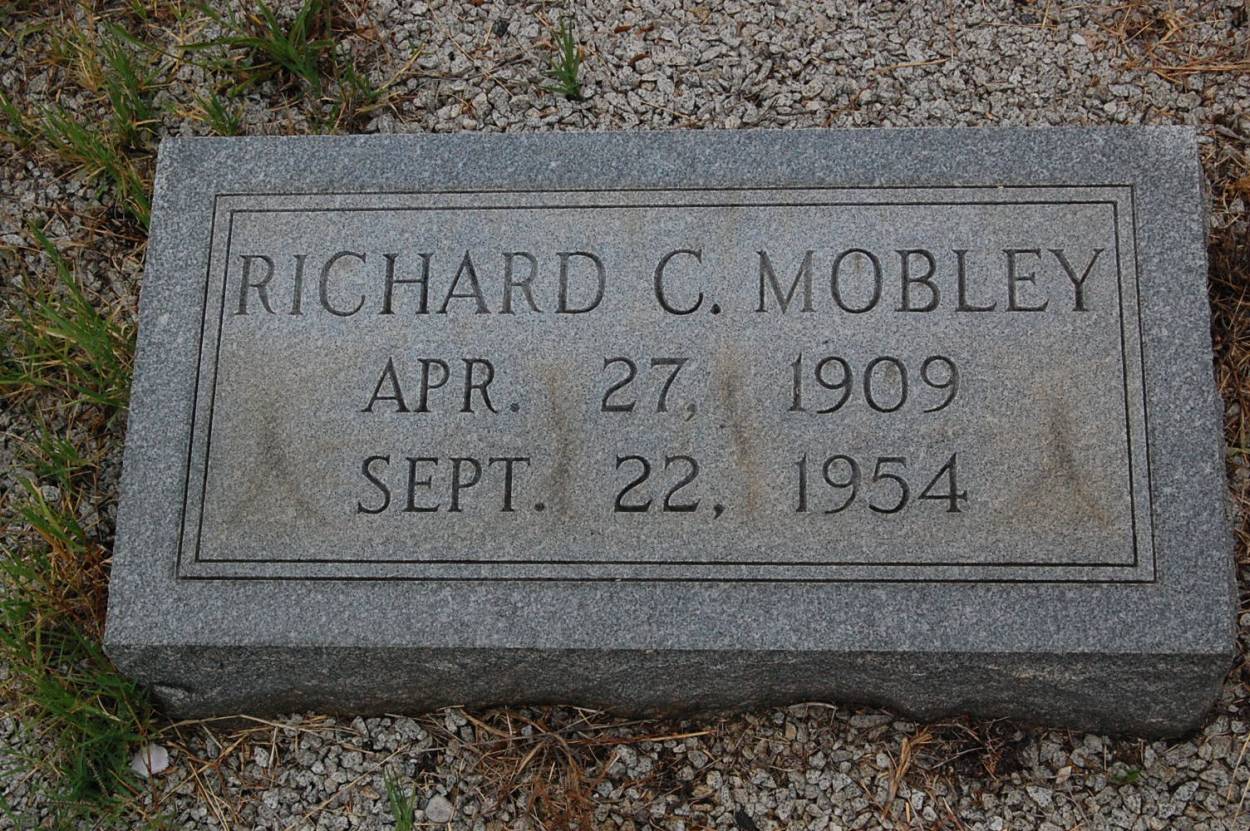 RICHARD C. MOBLEY
APR. 27, 1909
SEPT. 22, 1954